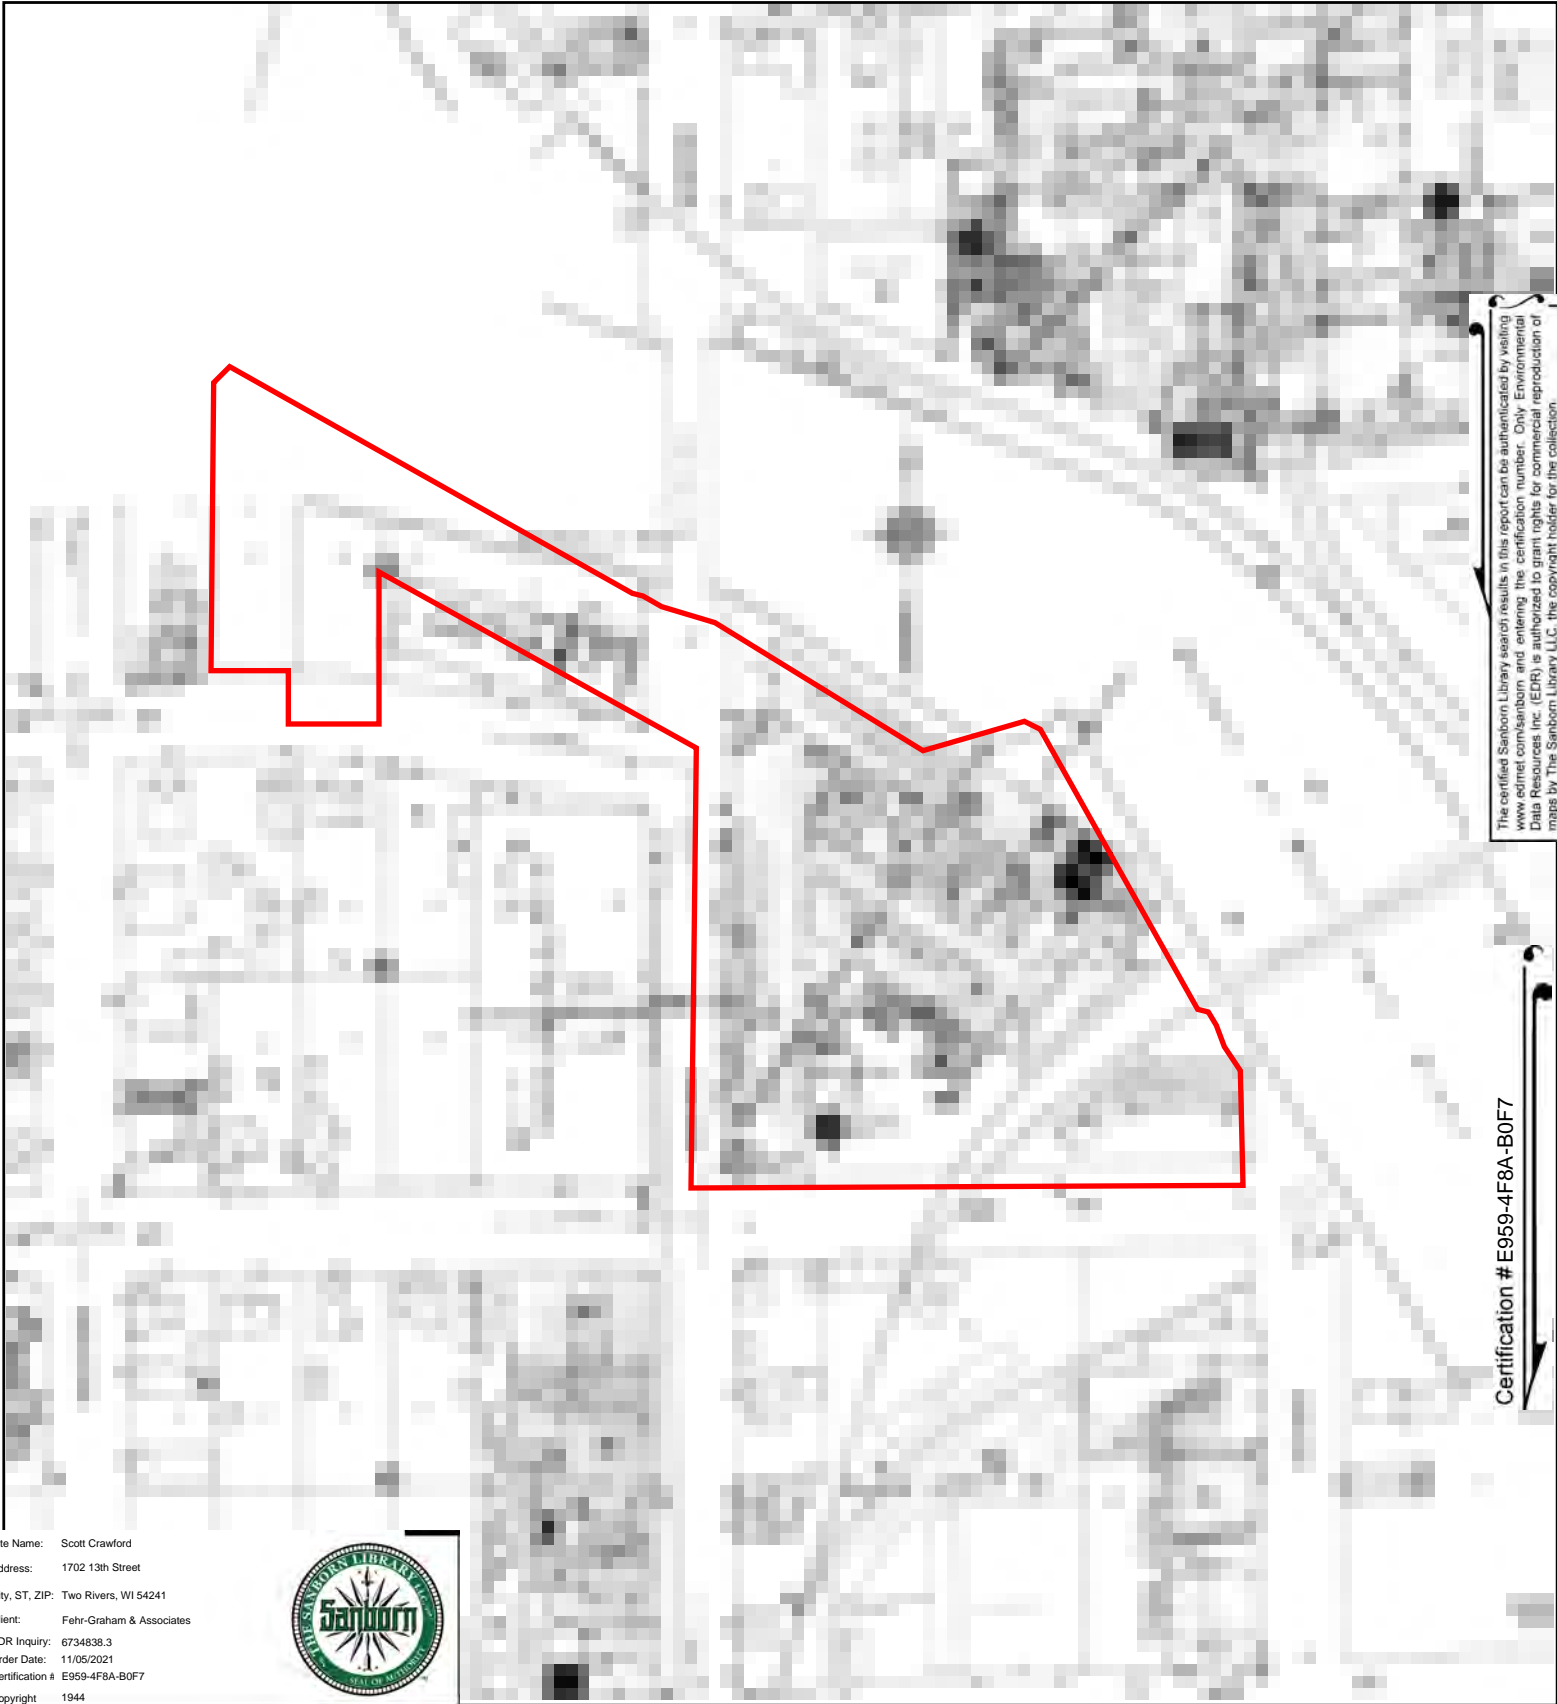 The certified Sanborn Library search results in this report can be authenticated by visiting
www.edrnet.com/sanborn and entering the certification number. Only Environmental
Data Resources Inc. (EDR) is authorized to grant rights for commercial reproduction of
maps by The Sanborn Library LLC, the copyright holder for the collection.
Certification # E959-4F8A-B0F7
te Name: Scott Crawford
ddress: 1702 13th Street
ty, ST, ZIP: Two Rivers, WI 54241
ient: Fehr-Graham & Associates
DR Inquiry: 6734838.3
rder Date: 11/05/2021
ertification # E959-4F8A-B0F7
opyright 1944
THE SANBORN LIBRARY LLC
Sanborn
SEAL OF AUTHENTICITY